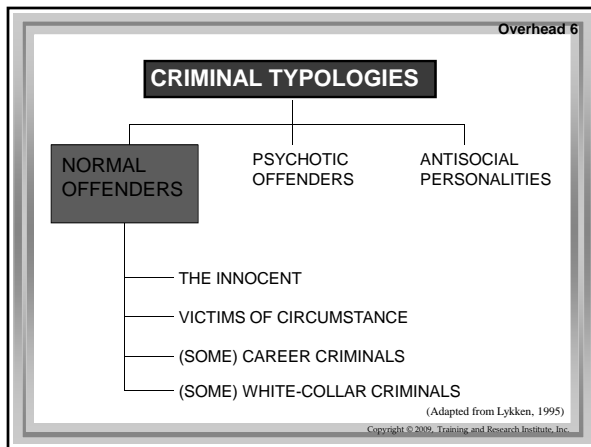 Overhead 6
CRIMINAL TYPOLOGIES
NORMAL
OFFENDERS
PSYCHOTIC
OFFENDERS
ANTISOCIAL
PERSONALITIES
THE INNOCENT
VICTIMS OF CIRCUMSTANCE
(SOME) CAREER CRIMINALS
(SOME) WHITE-COLLAR CRIMINALS
(Adapted from Lykken, 1995)
Copyright © 2009, Training and Research Institute, Inc.